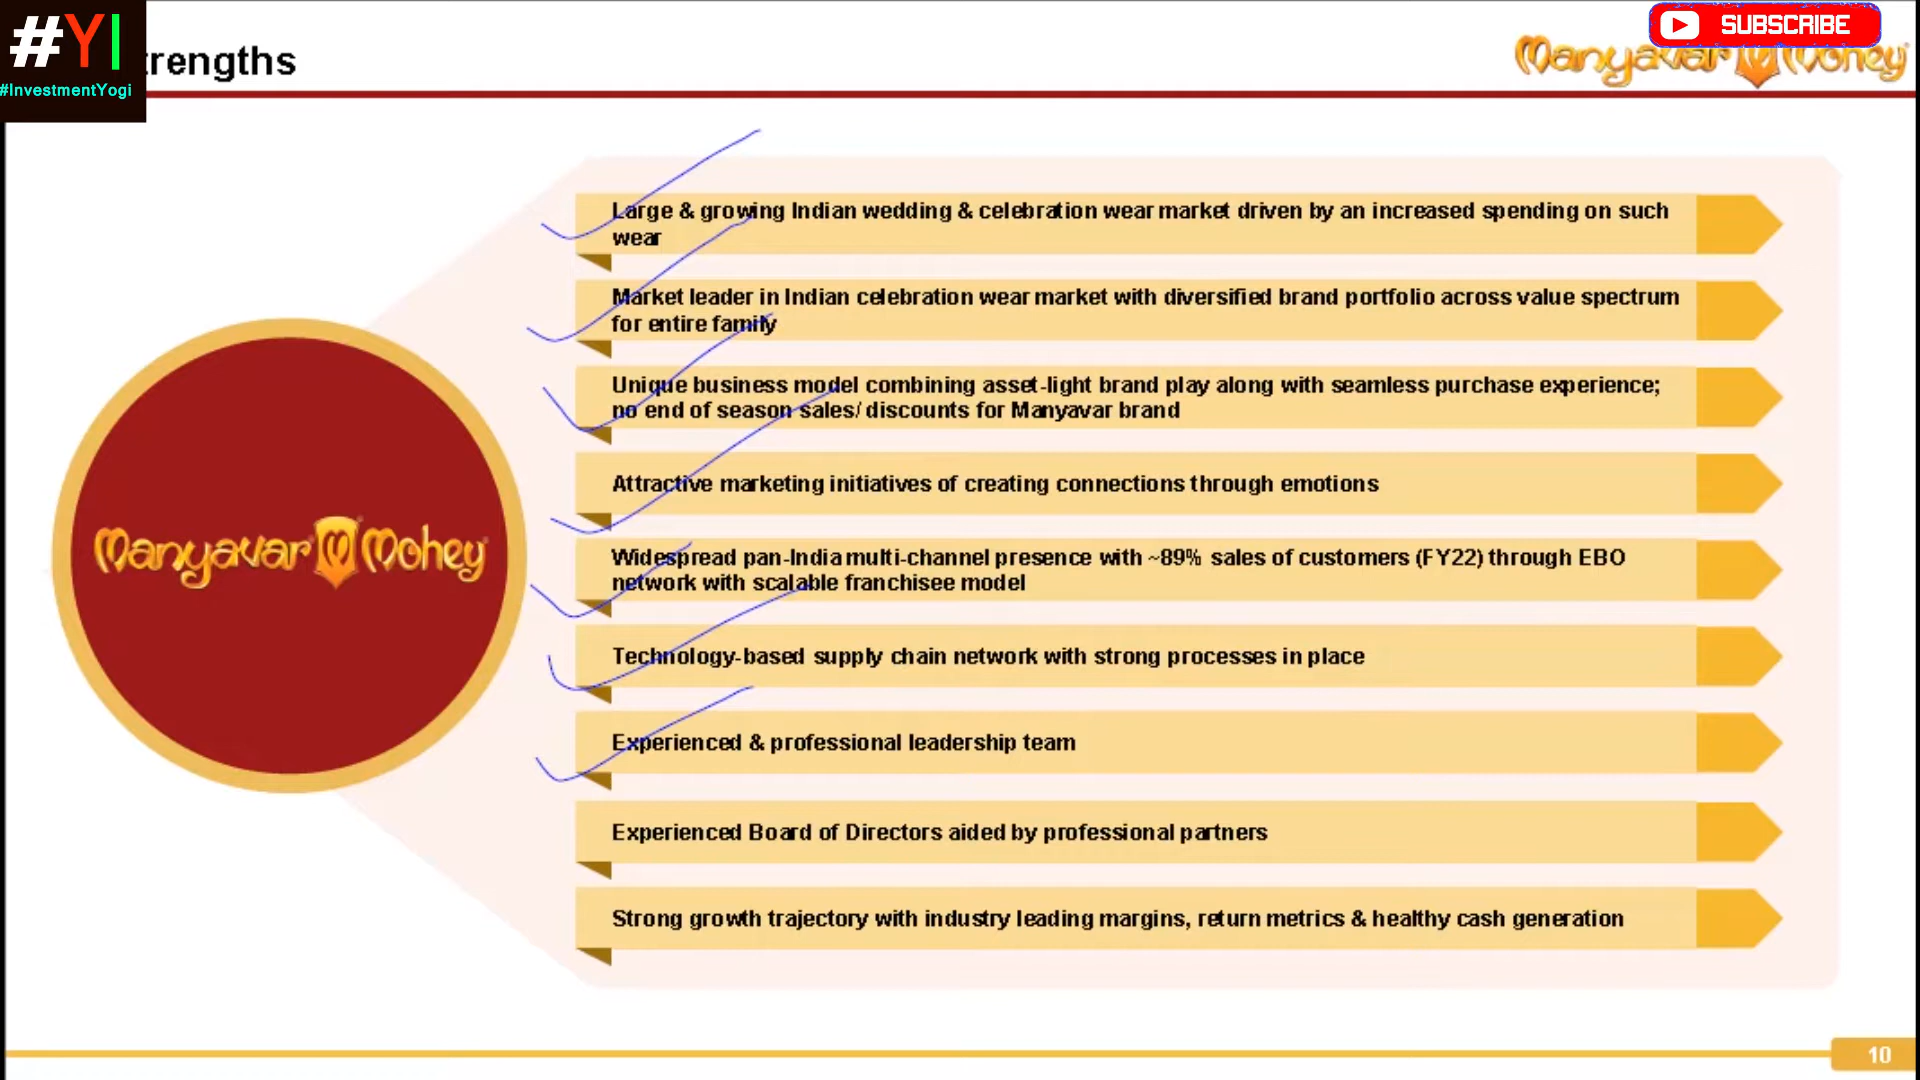 #YI
#InvestmentYogi
trengths
SUBSCRIBE
Manyavar Mohey
Large & growing Indian wedding & celebration wear market driven by an increased spending on such
wear
Market leader in Indian celebration wear market with diversified brand portfolio across value spectrum
for entire family
Unique business model combining asset-light brand play along with seamless purchase experience;
no end of season sales/ discounts for Manyavar brand
Attractive marketing initiatives of creating connections through emotions
Manyavar Mohey
Widespread pan-India multi-channel presence with ~89% sales of customers (FY22) through EBO
network with scalable franchisee model
Technology-based supply chain network with strong processes in place
Experienced & professional leadership team
Experienced Board of Directors aided by professional partners
Strong growth trajectory with industry leading margins, return metrics & healthy cash generation
10